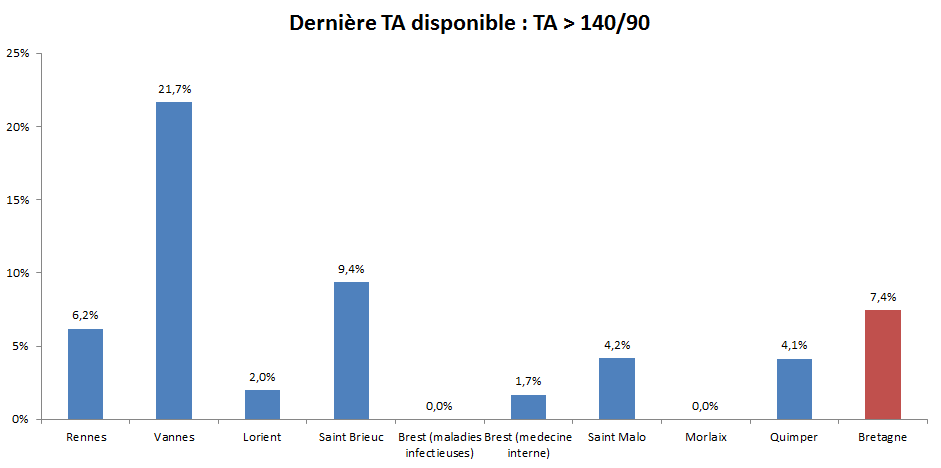 Dernière TA disponible : TA > 140/90
25%
20%
15%
10%
5%
0%
6,2%
21,7%
2,0%
9,4%
0,0%
1,7%
4,2%
0,0%
4,1%
7,4%
Rennes
Vannes
Lorient
Saint Brieuc
Brest (maladies
infectieuses)
Brest (medecine
interne)
Saint Malo
Morlaix
Quimper
Bretagne